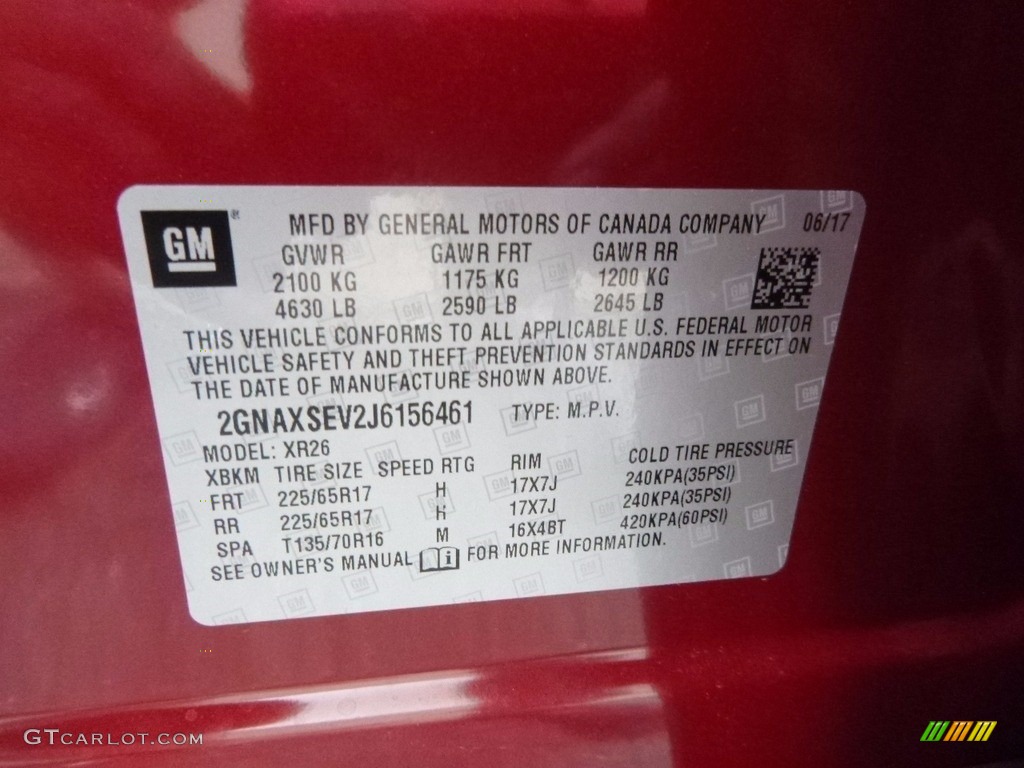 GM ® MFD BY GENERAL MOTORS OF CANADA COMPANY 06/17
GVWR GAWR FRT GAWR RR
2100 KG 1175 KG 1200 KG
4630 LB 2590 LB 2645 LB
THIS VEHICLE CONFORMS TO ALL APPLICABLE U.S. FEDERAL MOTOR
VEHICLE SAFETY AND THEFT PREVENTION STANDARDS IN EFFECT ON
THE DATE OF MANUFACTURE SHOWN ABOVE.
2GNAXSEV2J6156461 TYPE: M.P.V.
MODEL: XR26
XBKM TIRE SIZE SPEED RTG RIM COLD TIRE PRESSURE
FRT 225/65R17 H 17X7J 240KPA(35PSI)
RR 225/65R17 H 17X7J 240KPA(35PSI)
SPA T135/70R16 M 16X4BT 420KPA(60PSI)
SEE OWNER'S MANUAL i FOR MORE INFORMATION.
GTCARLOT.COM